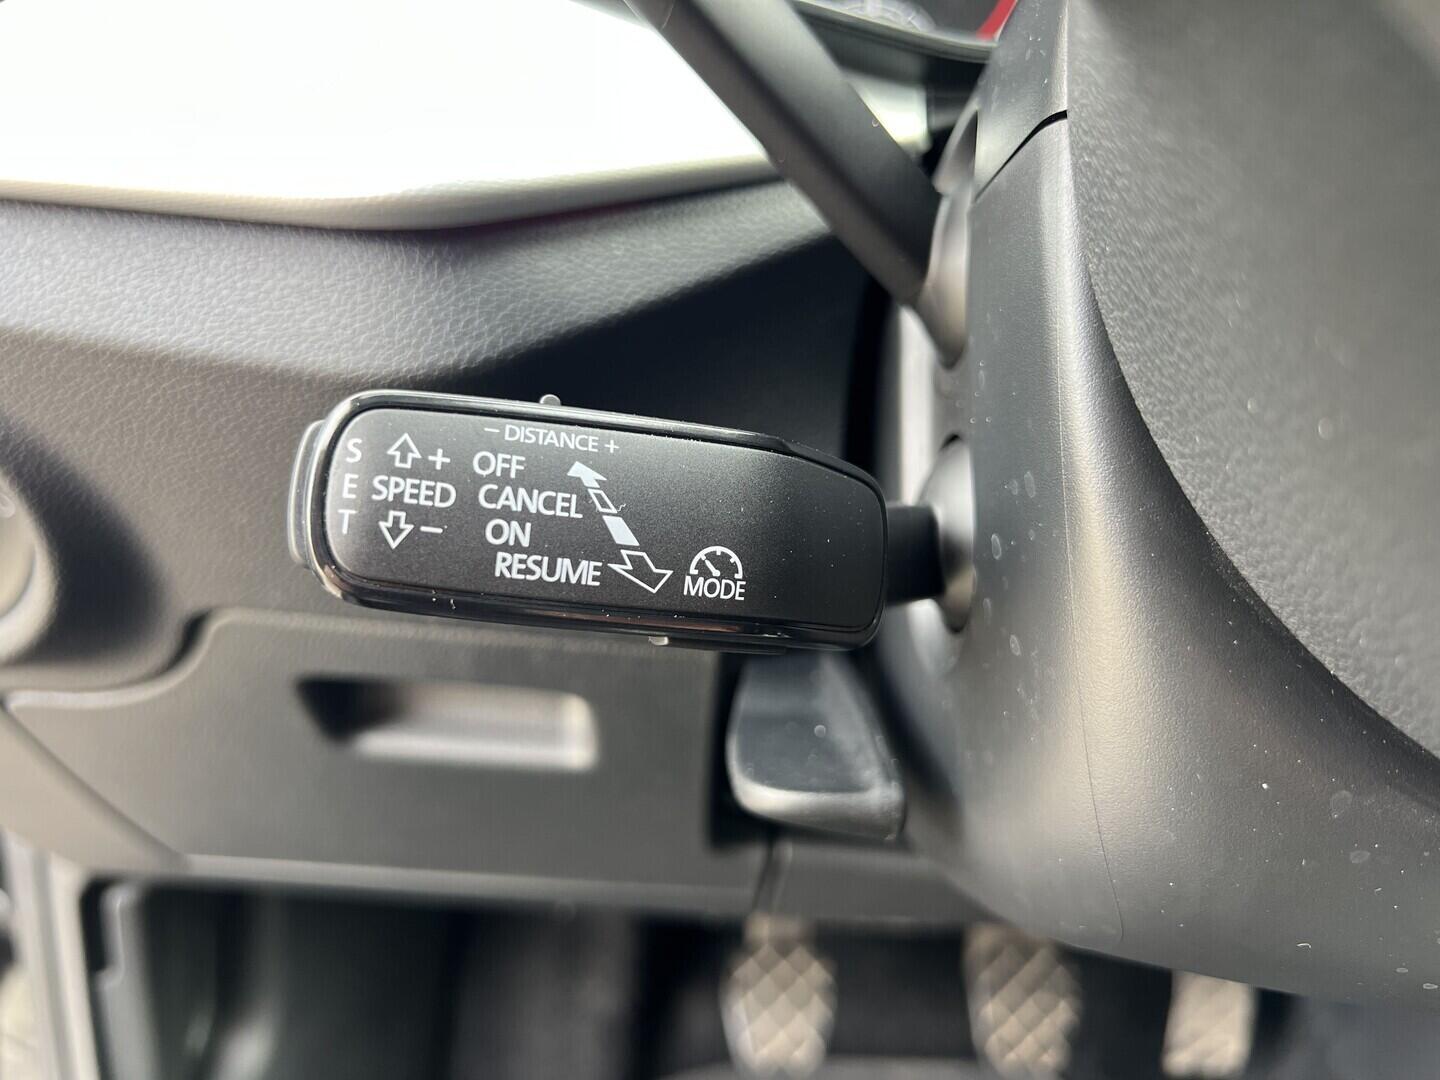 − DISTANCE +
S + OFF
E SPEED CANCEL
T − ON
RESUME
MODE